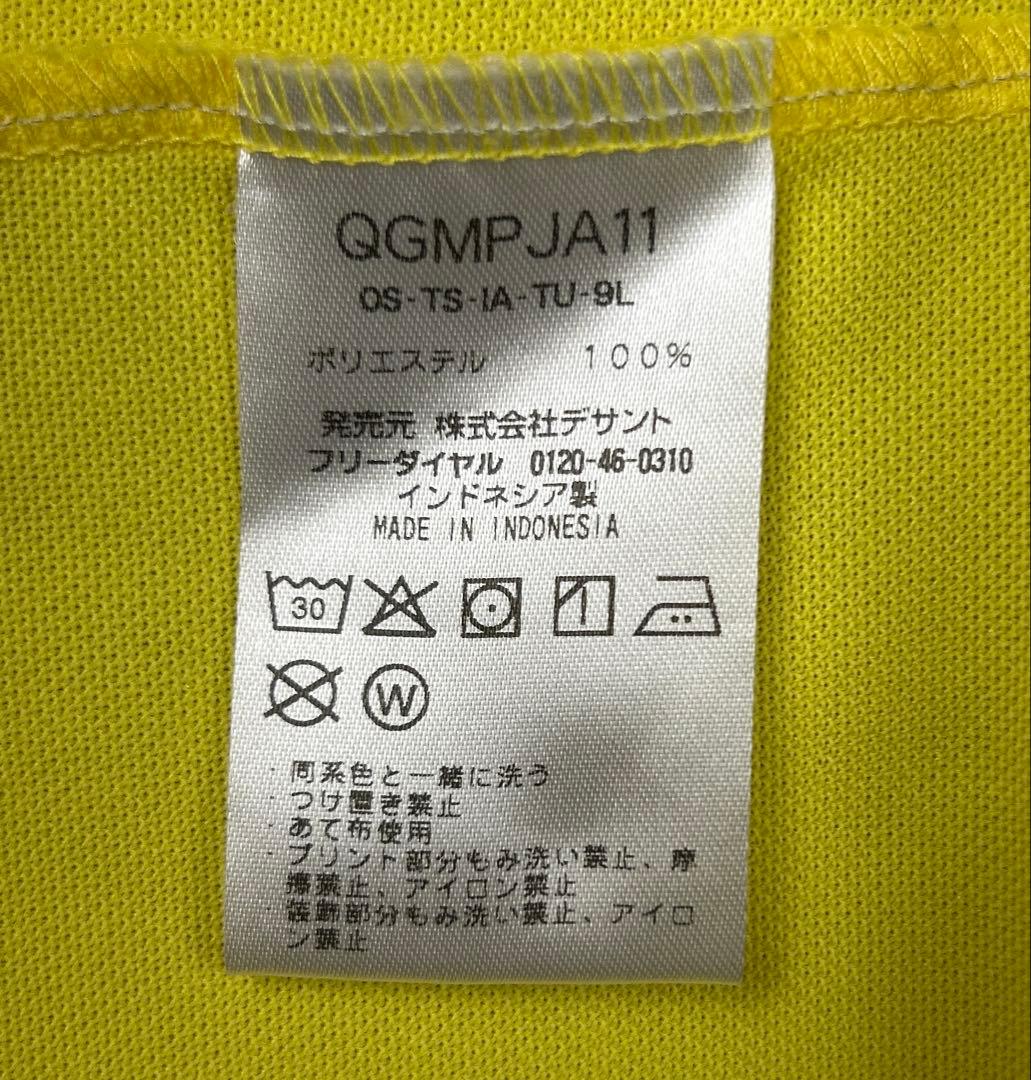 QGMPJA11
OS-TS-IA-TU-9L
ポリエステル 100%
発売元 株式会社デサント
フリーダイヤル 0120-46-0310
インドネシア製
MADE IN INDONESIA
30
W
・同系色と一緒に洗う
・つけ置き禁止
・あて布使用
・プリント部分もみ洗い禁止、摩
擦禁止、アイロン禁止
・装飾部分もみ洗い禁止、アイロ
ン禁止